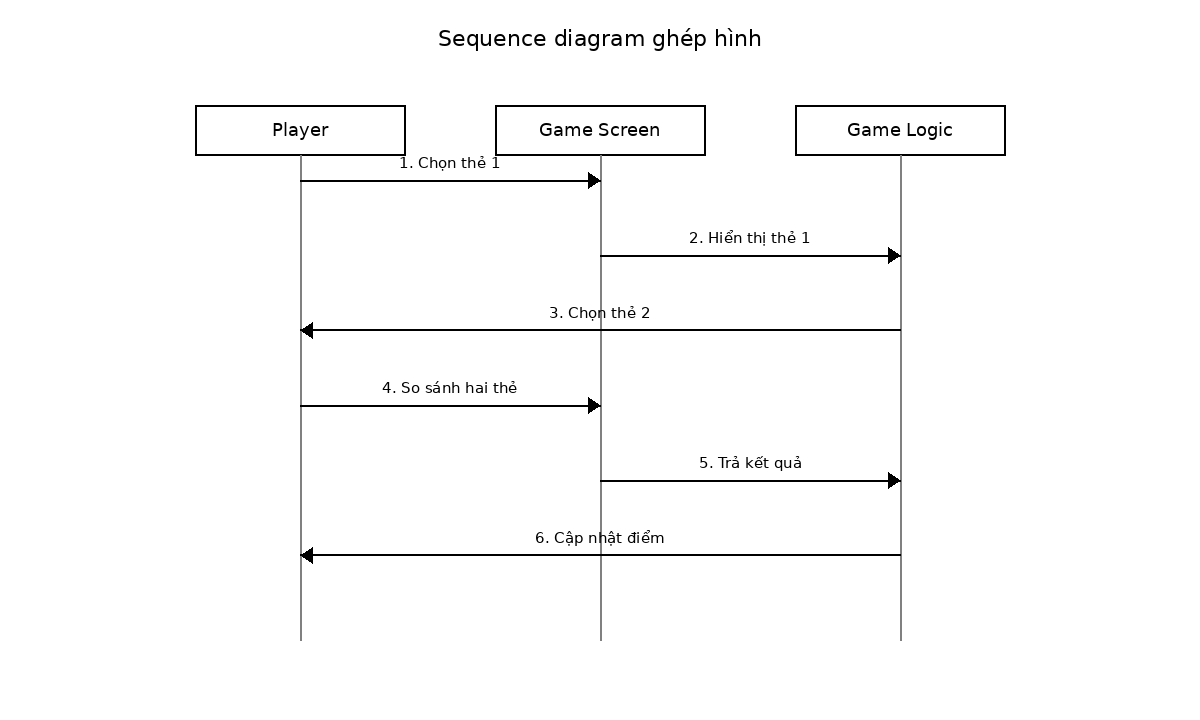 Sequence diagram ghép hình
Player
Game Screen
Game Logic
1. Chọn thẻ 1
2. Hiển thị thẻ 1
3. Chọn thẻ 2
4. So sánh hai thẻ
5. Trả kết quả
6. Cập nhật điểm